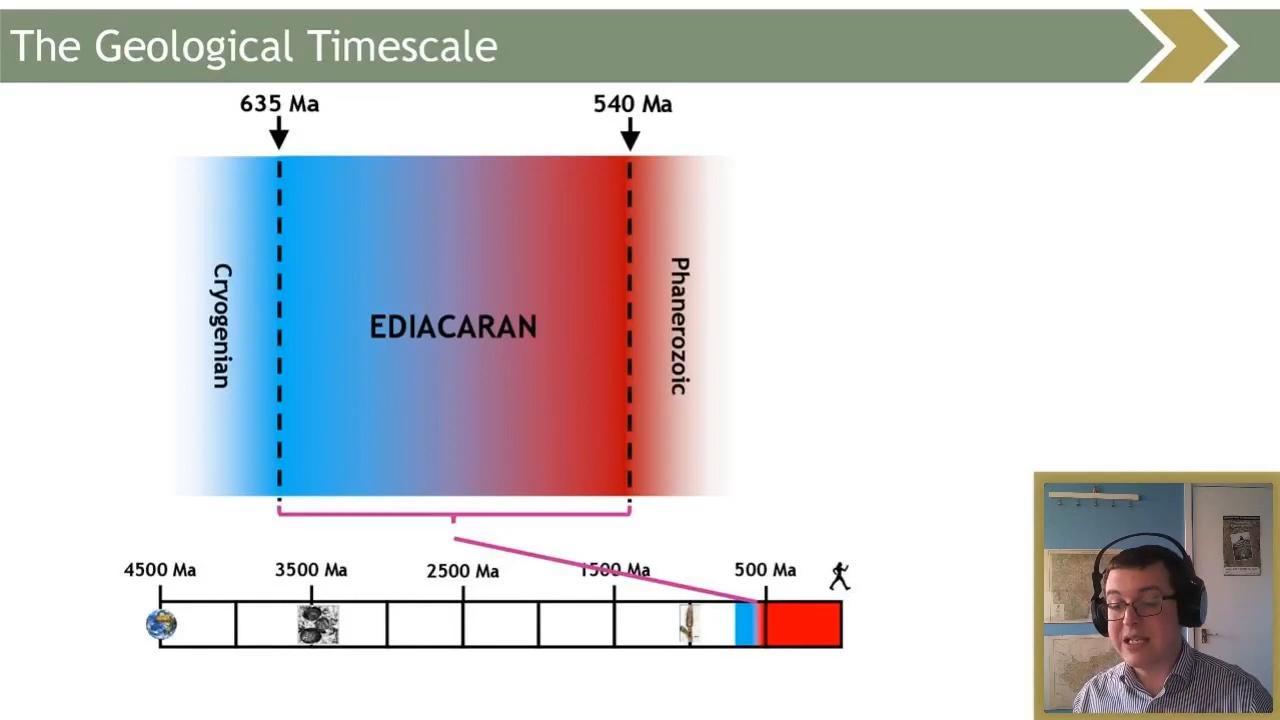 The Geological Timescale
635 Ma
540 Ma
Cryogenian
EDIACARAN
Phanerozoic
4500 Ma
3500 Ma
2500 Ma
1500 Ma
500 Ma